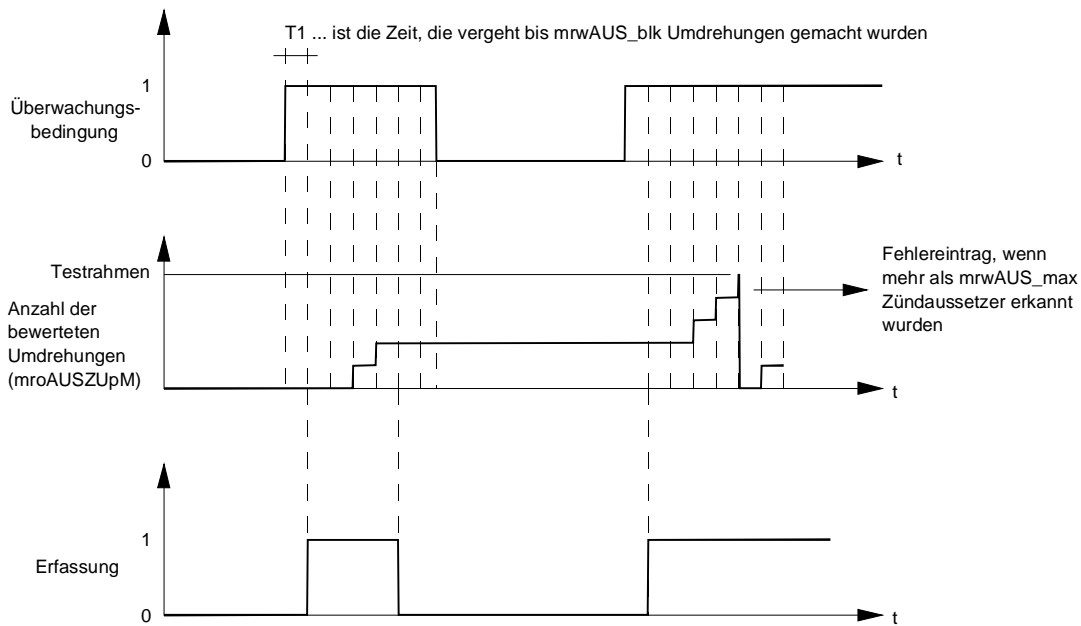 T1 ... ist die Zeit, die vergeht bis mrwAUS_blk Umdrehungen gemacht wurden
1
Überwachungs-
bedingung
0
t
Testrahmen
Anzahl der
bewerteten
Umdrehungen
(mroAUSZUpM)
Fehlereintrag, wenn
mehr als mrwAUS_max
Zündaussetzer erkannt
wurden
t
1
Erfassung
0
t